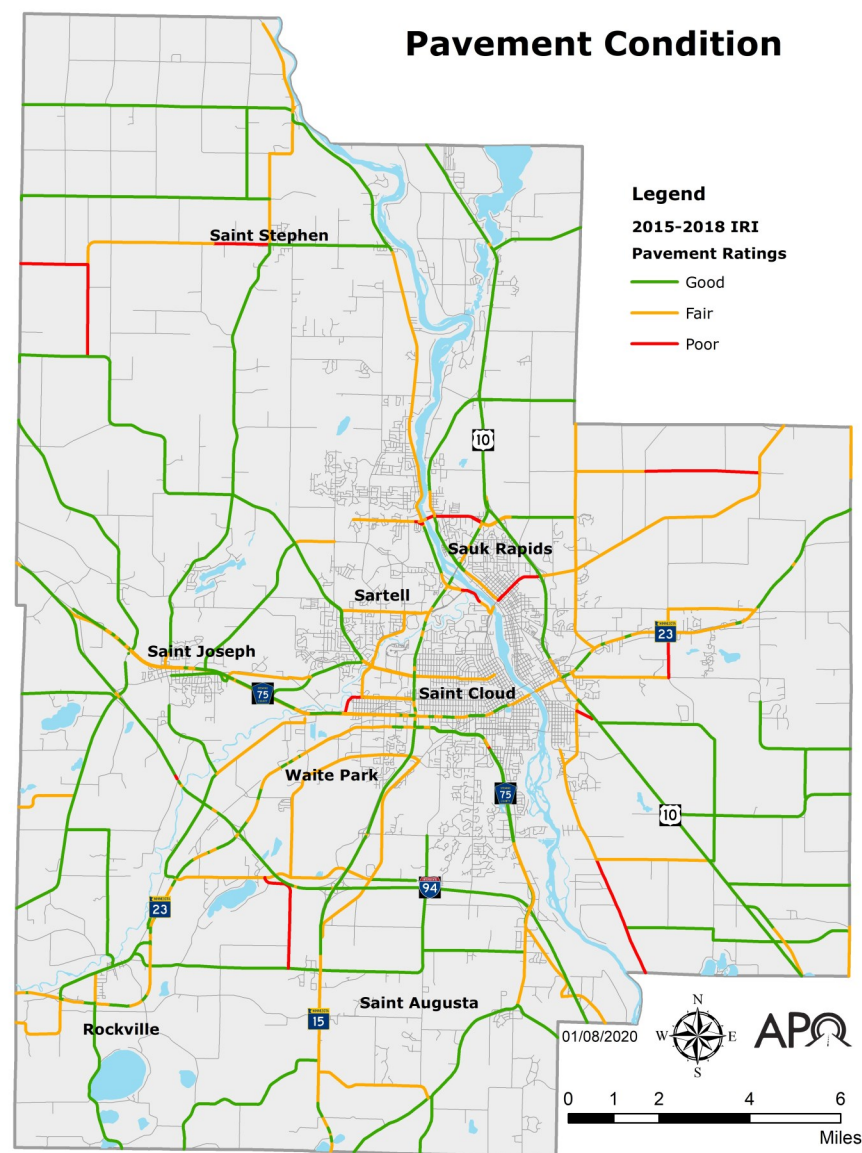 Pavement Condition
Legend
2015-2018 IRI
Pavement Ratings
Good
Fair
Poor
Saint Stephen
10
Sauk Rapids
Sartell
23
Saint Joseph
75
Saint Cloud
Waite Park
75
10
94
23
Saint Augusta
15
Rockville
01/08/2020
N
W
E
S
APO
0 1 2 4 6
Miles